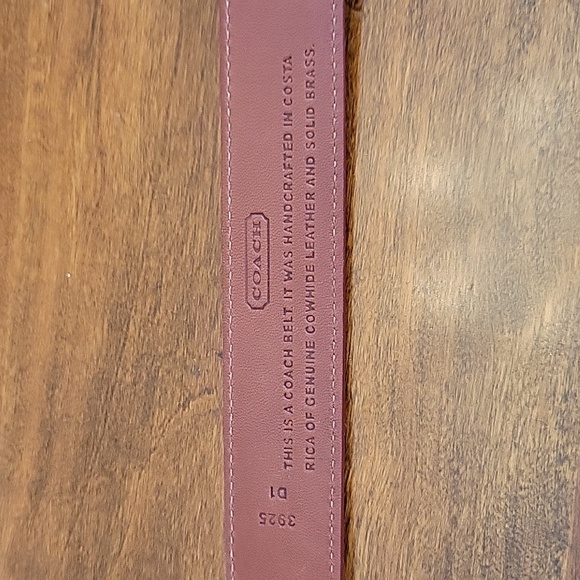 COACH
THIS IS A COACH BELT. IT WAS HANDCRAFTED IN COSTA
RICA OF GENUINE COWHIDE LEATHER AND SOLID BRASS.
3925
D1